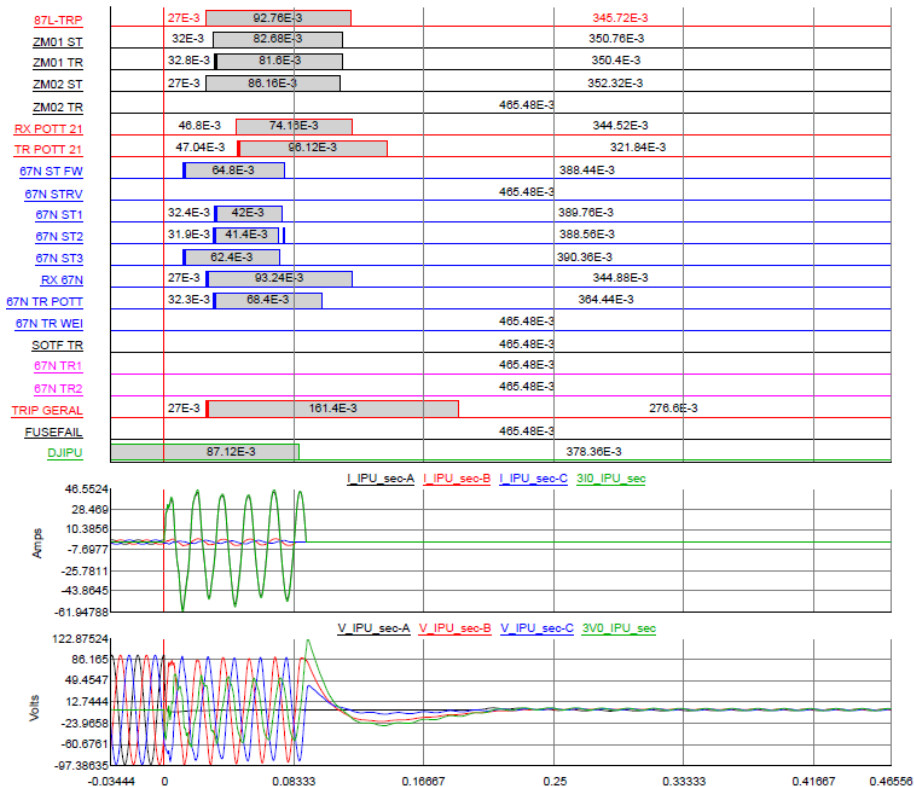 87L-TRP 27E-3 92.76E-3 345.72E-3
ZM01 ST 32E-3 82.68E-3 350.76E-3
ZM01 TR 32.8E-3 81.6E-3 350.4E-3
ZM02 ST 27E-3 86.16E-3 352.32E-3
ZM02 TR 465.48E-3
RX POTT 21 46.8E-3 74.16E-3 344.52E-3
TR POTT 21 47.04E-3 96.12E-3 321.84E-3
67N ST FW 64.8E-3 388.44E-3
67N STRV 465.48E-3
67N ST1 32.4E-3 42E-3 389.76E-3
67N ST2 31.9E-3 41.4E-3 388.56E-3
67N ST3 62.4E-3 390.36E-3
RX 67N 27E-3 93.24E-3 344.88E-3
67N TR POTT 32.3E-3 68.4E-3 364.44E-3
67N TR WEI 465.48E-3
SOTF TR 465.48E-3
67N TR1 465.48E-3
67N TR2 465.48E-3
TRIP GERAL 27E-3 161.4E-3 276.6E-3
FUSEFAIL 465.48E-3
DJIPU 87.12E-3 378.36E-3
I_IPU_sec-A I_IPU_sec-B I_IPU_sec-C 3I0_IPU_sec
46.5524
28.469
10.3856
-7.6977
-25.7811
-43.8645
-61.94788
Amps
V_IPU_sec-A V_IPU_sec-B V_IPU_sec-C 3V0_IPU_sec
122.87524
86.165
49.4547
12.7444
-23.9658
-60.6761
-97.38635
Volts
-0.03444 0 0.08333 0.16667 0.25 0.33333 0.41667 0.46556